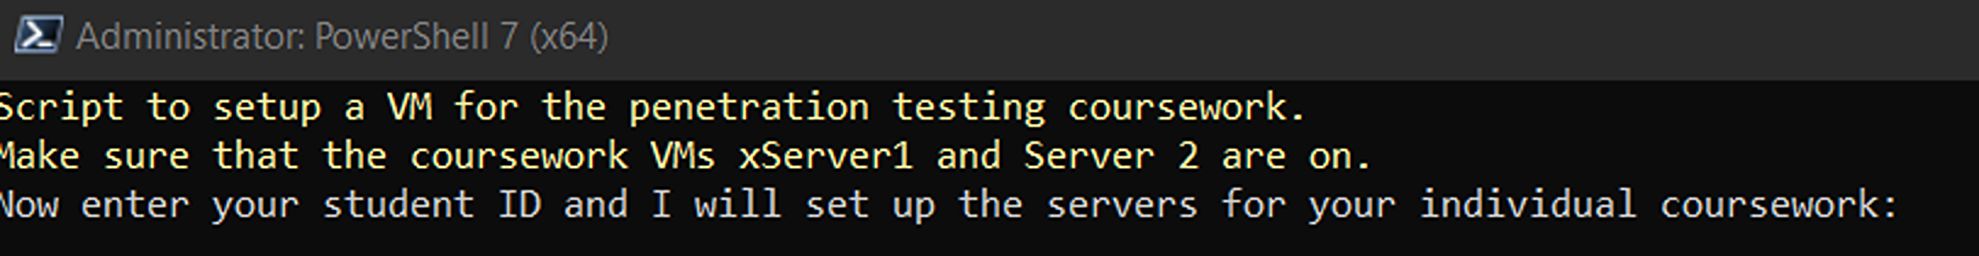 Administrator: PowerShell 7 (x64)
Script to setup a VM for the penetration testing coursework.
Make sure that the coursework VMs xServer1 and Server 2 are on.
Now enter your student ID and I will set up the servers for your individual coursework: